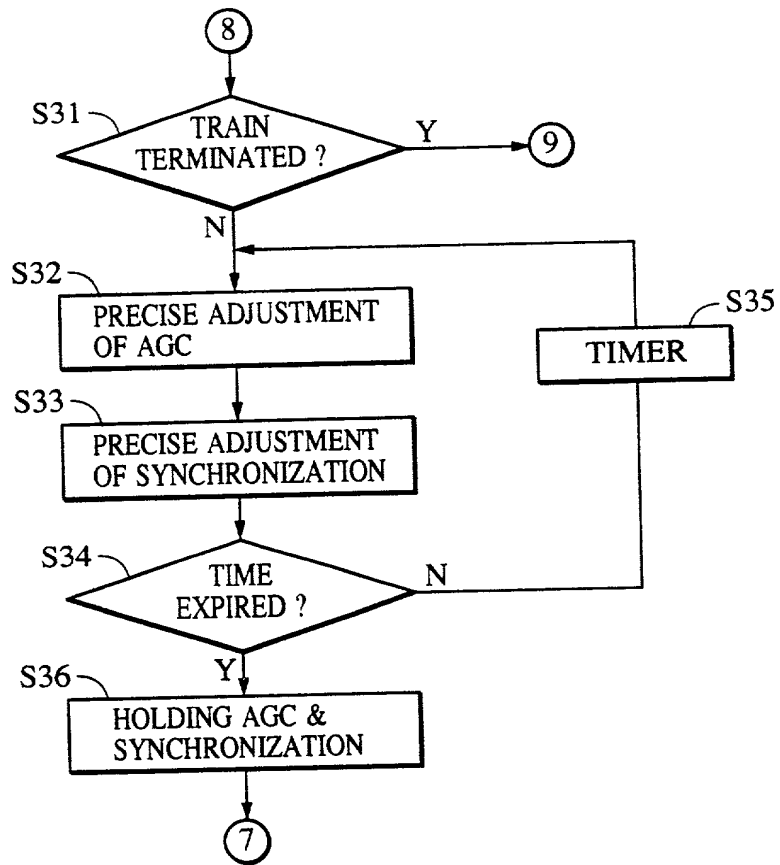 8
S31
TRAIN
TERMINATED ?
Y
9
N
S32
PRECISE ADJUSTMENT
OF AGC
S35
TIMER
S33
PRECISE ADJUSTMENT
OF SYNCHRONIZATION
S34
TIME
EXPIRED ?
N
Y
S36
HOLDING AGC &
SYNCHRONIZATION
7